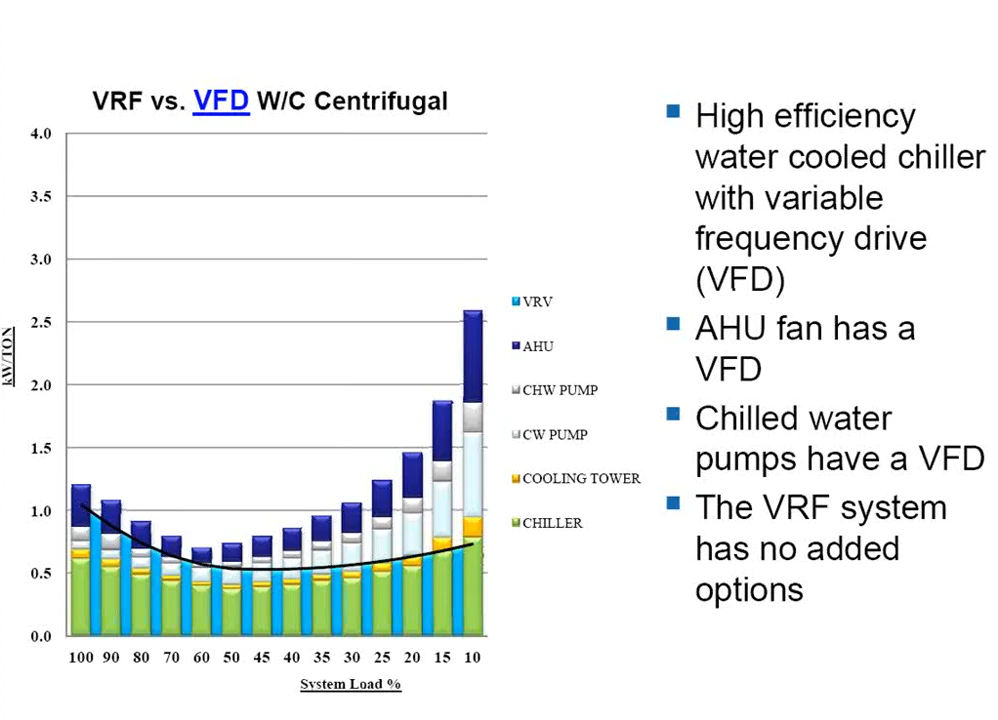 VRF vs. VFD W/C Centrifugal
4.0
3.5
3.0
2.5
2.0
1.5
1.0
0.5
0.0
kW/TON
100 90 80 70 60 50 45 40 35 30 25 20 15 10
System Load %
VRV
AHU
CHW PUMP
CW PUMP
COOLING TOWER
CHILLER
High efficiency
water cooled chiller
with variable
frequency drive
(VFD)
AHU fan has a
VFD
Chilled water
pumps have a VFD
The VRF system
has no added
options